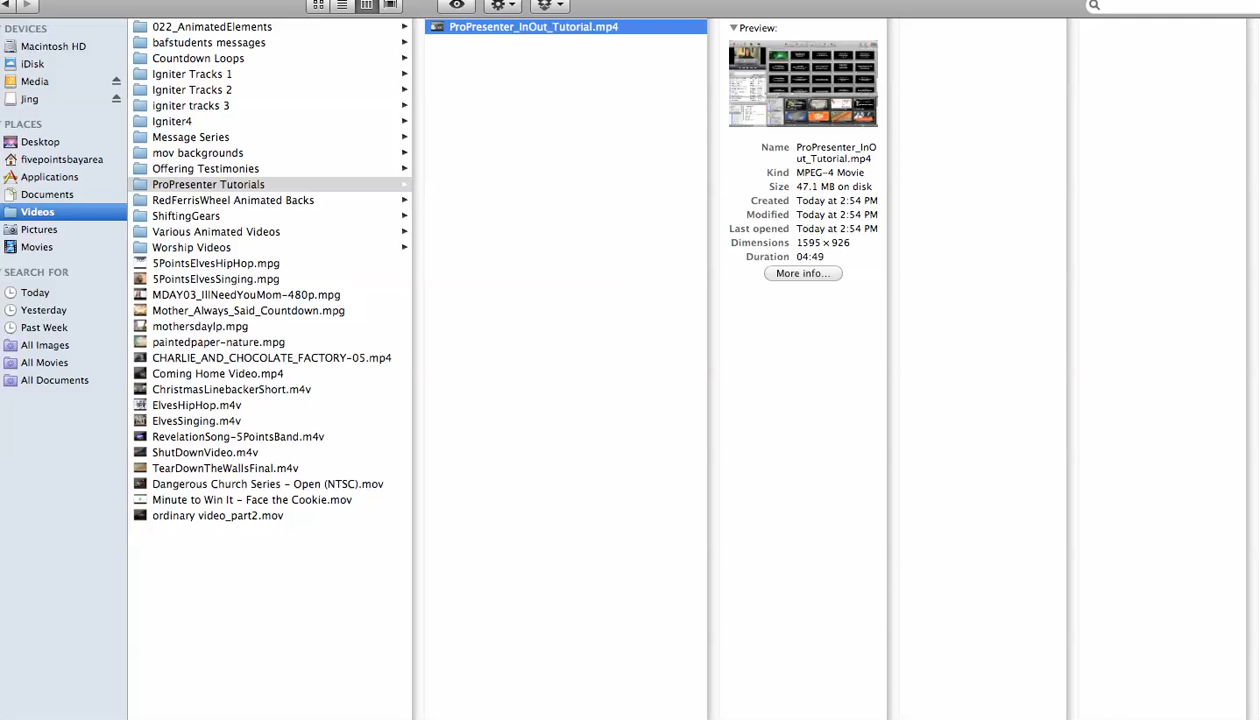 DEVICES
Macintosh HD
iDisk
Media
Jing
PLACES
Desktop
fivepointsbayarea
Applications
Documents
Videos
Pictures
Movies
SEARCH FOR
Today
Yesterday
Past Week
All Images
All Movies
All Documents
022_AnimatedElements
bafstudents messages
Countdown Loops
Igniter Tracks 1
Igniter Tracks 2
igniter tracks 3
Igniter4
Message Series
mov backgrounds
Offering Testimonies
ProPresenter Tutorials
RedFerrisWheel Animated Backs
ShiftingGears
Various Animated Videos
Worship Videos
5PointsElvesHipHop.mpg
5PointsElvesSinging.mpg
MDAY03_IllNeedYouMom-480p.mpg
Mother_Always_Said_Countdown.mpg
mothersdaylp.mpg
paintedpaper-nature.mpg
CHARLIE_AND_CHOCOLATE_FACTORY-05.mp4
Coming Home Video.mp4
ChristmasLinebackerShort.m4v
ElvesHipHop.m4v
ElvesSinging.m4v
RevelationSong-5PointsBand.m4v
ShutDownVideo.m4v
TearDownTheWallsFinal.m4v
Dangerous Church Series - Open (NTSC).mov
Minute to Win It - Face the Cookie.mov
ordinary video_part2.mov
ProPresenter_InOut_Tutorial.mp4
Preview:
Name ProPresenter_InO
ut_Tutorial.mp4
Kind MPEG-4 Movie
Size 47.1 MB on disk
Created Today at 2:54 PM
Modified Today at 2:54 PM
Last opened Today at 2:54 PM
Dimensions 1595 × 926
Duration 04:49
More info...